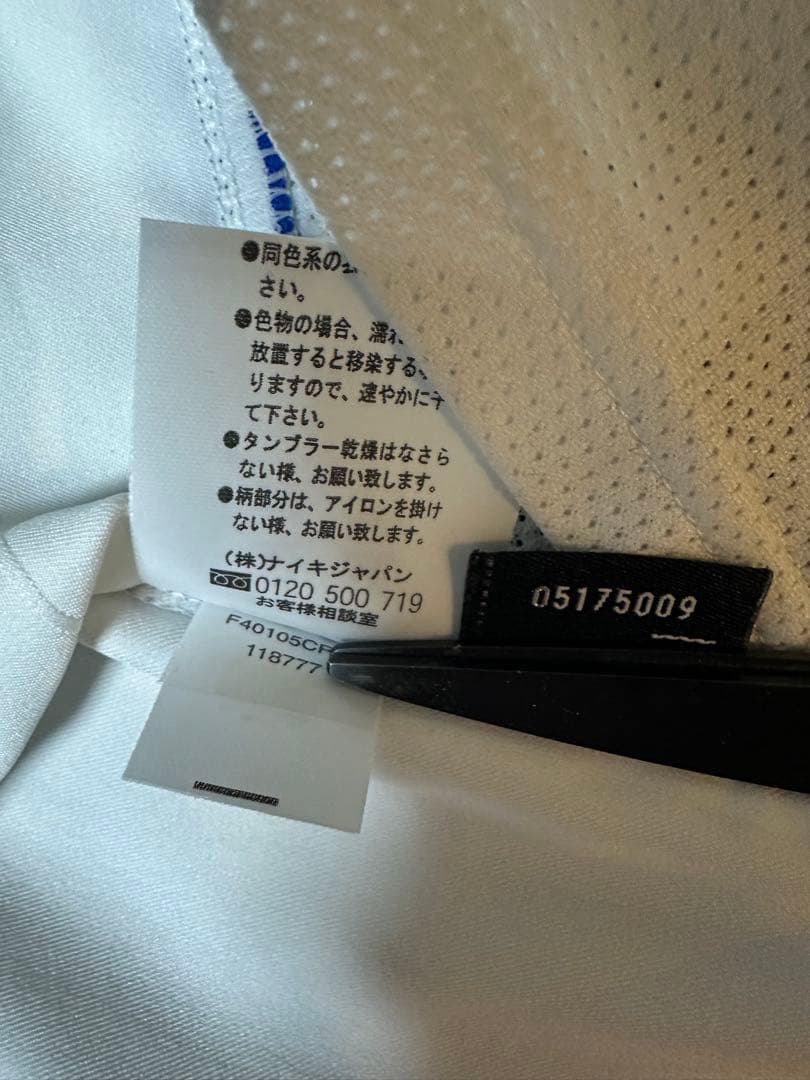 ●同色系の
さい。
●色物の場合、濡れ
放置すると移染する
りますので、速やかに干
て下さい。
●タンブラー乾燥はなさら
ない様、お願い致します。
●柄部分は、アイロンを掛け
ない様、お願い致します。
(株)ナイキジャパン
0120 500 719
お客様相談室
F40105CF
118777
05175009